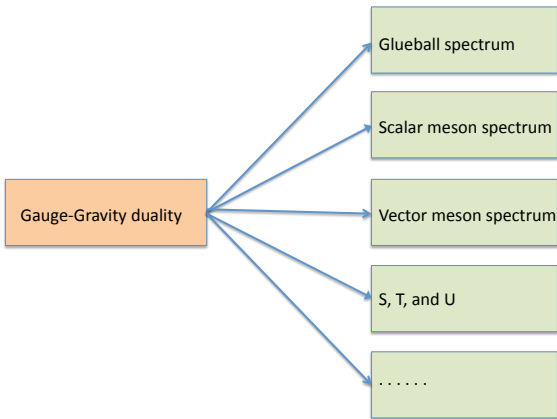 Glueball spectrum
Scalar meson spectrum
Gauge-Gravity duality
Vector meson spectrum
S, T, and U
. . . . . .